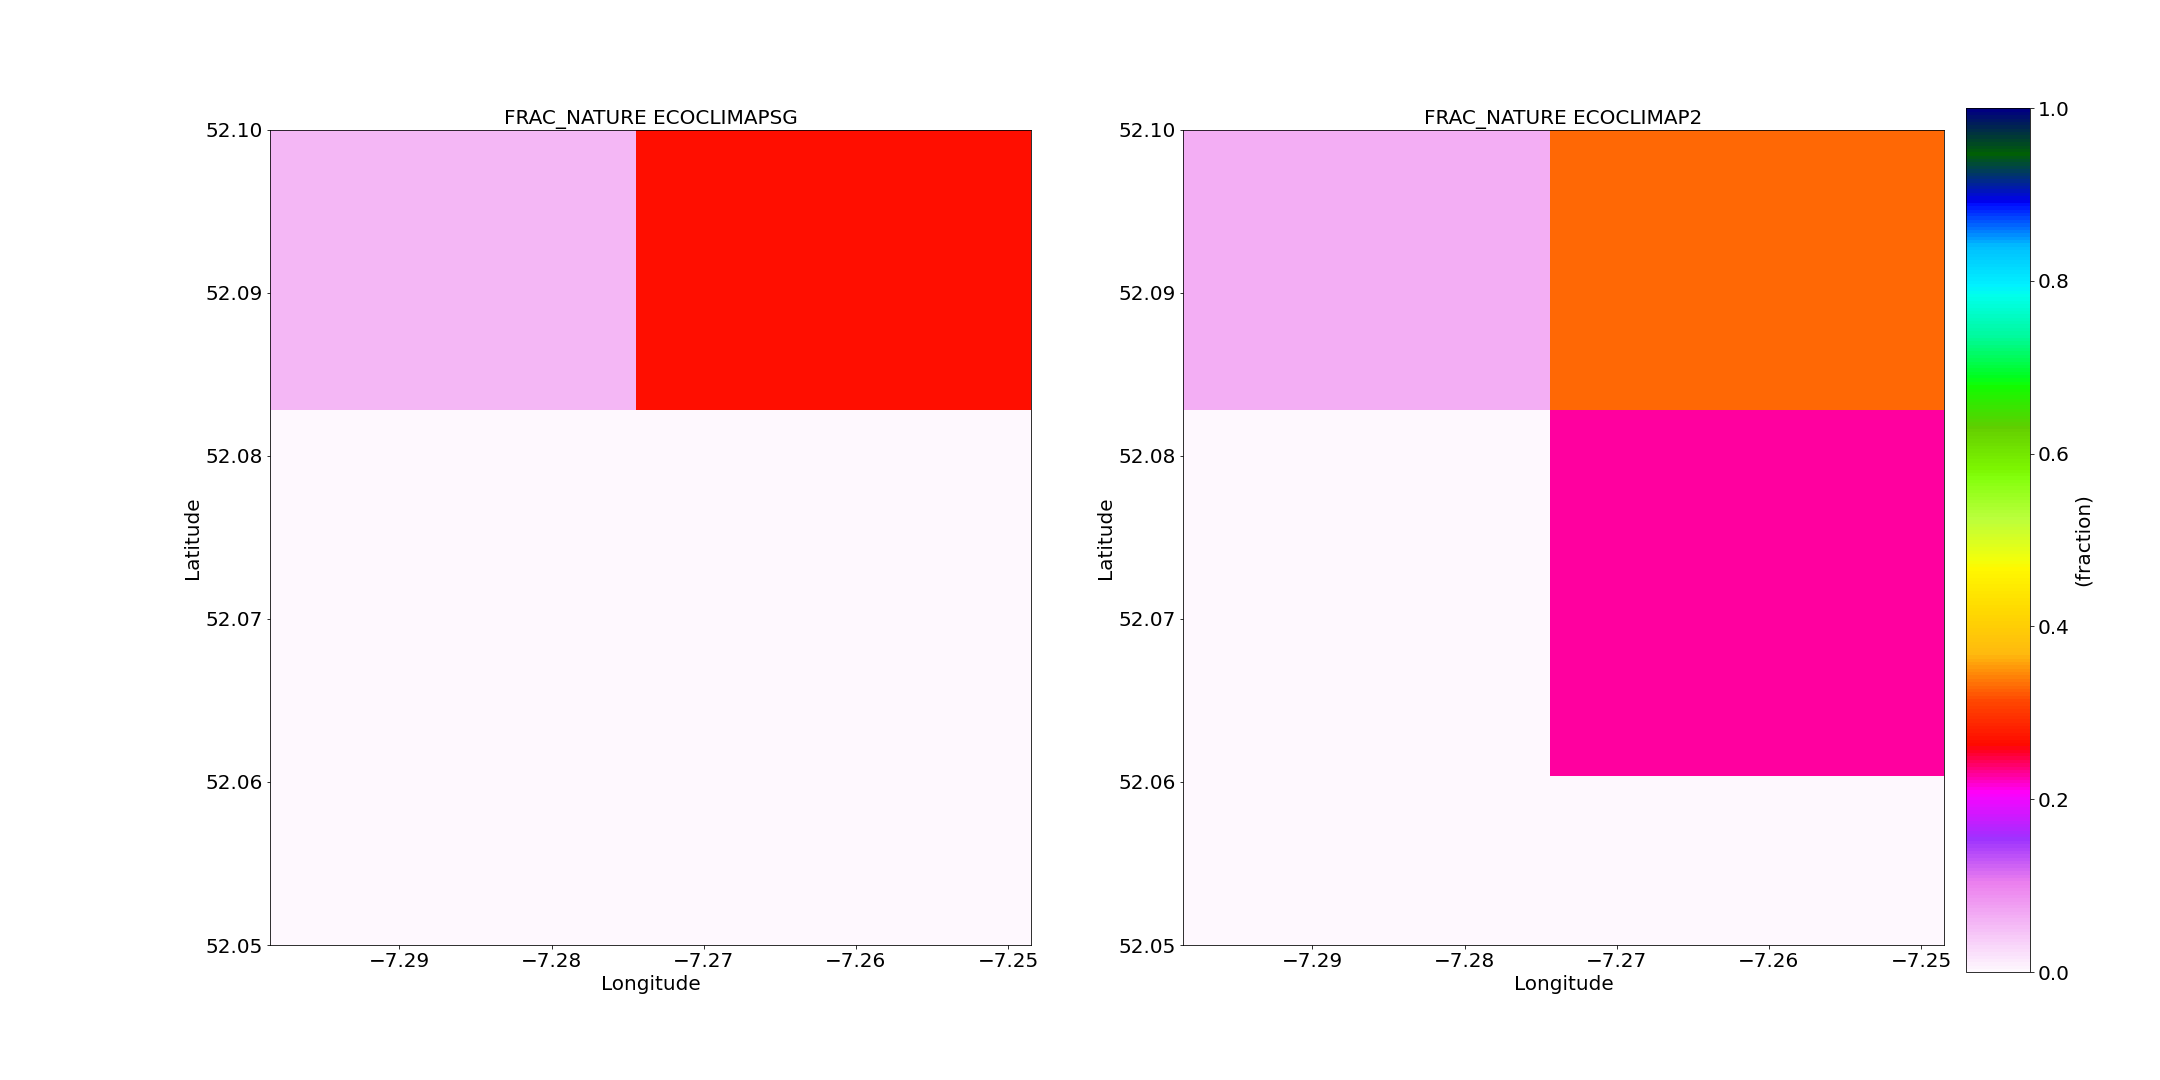 FRAC_NATURE ECOCLIMAPSG
52.10
52.09
52.08
52.07
52.06
52.05
Latitude
−7.29 −7.28 −7.27 −7.26 −7.25
Longitude
FRAC_NATURE ECOCLIMAP2
52.10
52.09
52.08
52.07
52.06
52.05
Latitude
−7.29 −7.28 −7.27 −7.26 −7.25
Longitude
1.0
0.8
0.6
0.4
0.2
0.0
(fraction)